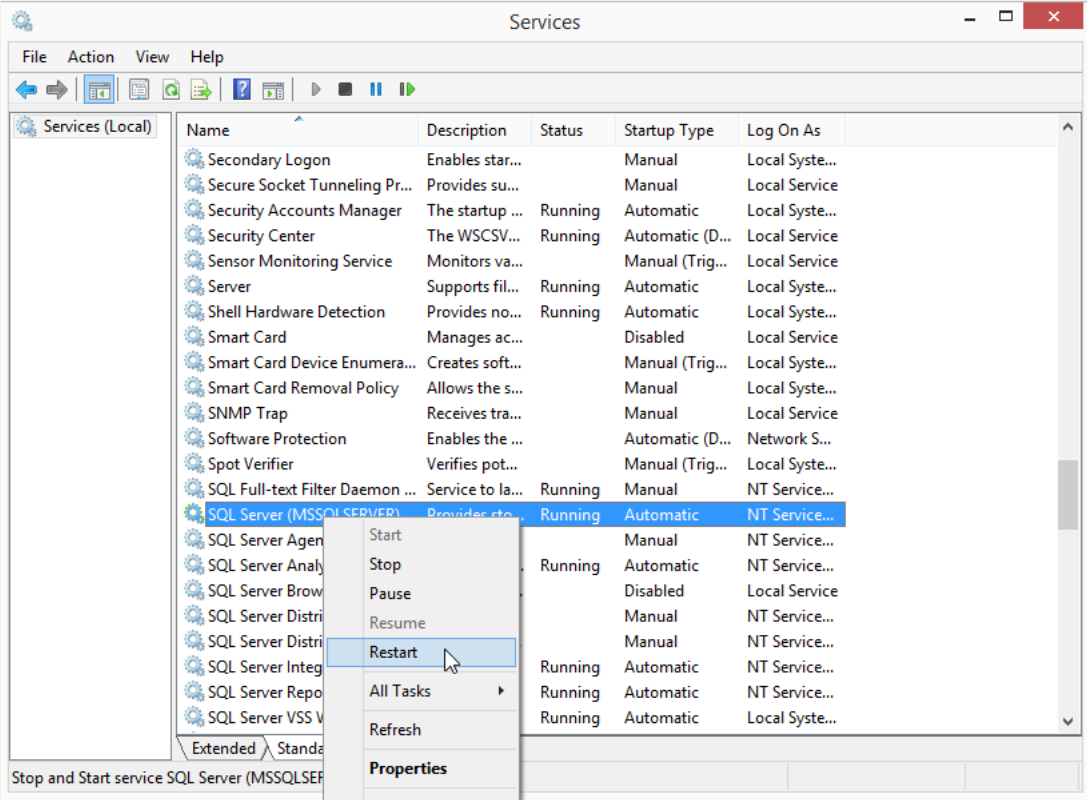 Services
File Action View Help
Services (Local)
Name Description Status Startup Type Log On As
Secondary Logon Enables star... Manual Local Syste...
Secure Socket Tunneling Pr... Provides su... Manual Local Service
Security Accounts Manager The startup ... Running Automatic Local Syste...
Security Center The WSCSV... Running Automatic (D... Local Service
Sensor Monitoring Service Monitors va... Manual (Trig... Local Service
Server Supports fil... Running Automatic Local Syste...
Shell Hardware Detection Provides no... Running Automatic Local Syste...
Smart Card Manages ac... Disabled Local Service
Smart Card Device Enumera... Creates soft... Manual (Trig... Local Syste...
Smart Card Removal Policy Allows the s... Manual Local Syste...
SNMP Trap Receives tra... Manual Local Service
Software Protection Enables the ... Automatic (D... Network S...
Spot Verifier Verifies pot... Manual (Trig... Local Syste...
SQL Full-text Filter Daemon ... Service to la... Running Manual NT Service...
SQL Server (MSSQLSERVER) Provides sto... Running Automatic NT Service...
SQL Server Agen Manual NT Service...
SQL Server Analy Running Automatic NT Service...
SQL Server Brow Disabled Local Service
SQL Server Distri Manual NT Service...
SQL Server Distri Manual NT Service...
SQL Server Integ Running Automatic NT Service...
SQL Server Repo Running Automatic NT Service...
SQL Server VSS W Running Automatic Local Syste...
Start
Stop
Pause
Resume
Restart
All Tasks
Refresh
Properties
Extended Standa
Stop and Start service SQL Server (MSSQLSER